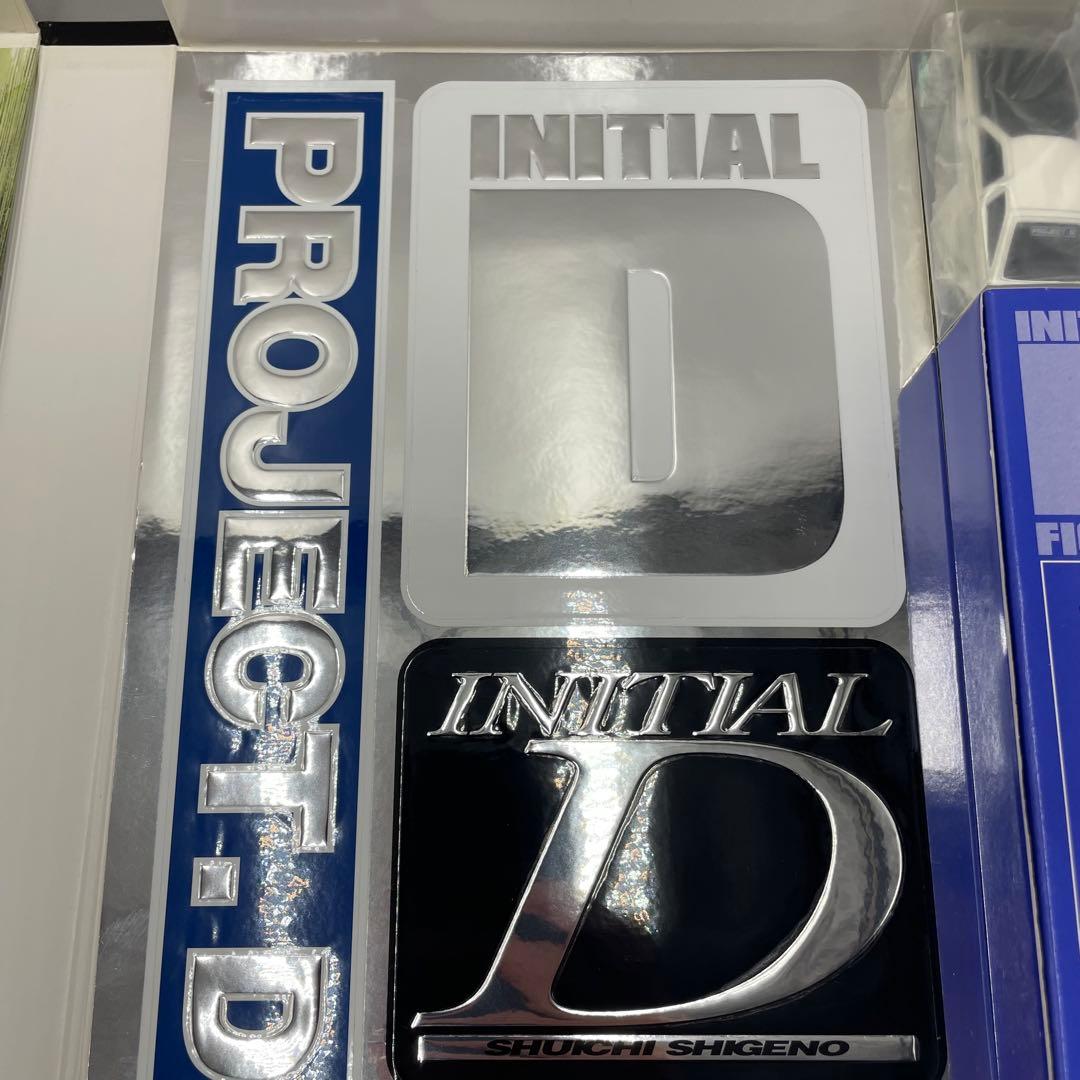 PROJECT.D
INITIAL
D
INITIAL
D
SHUICHI SHIGENO